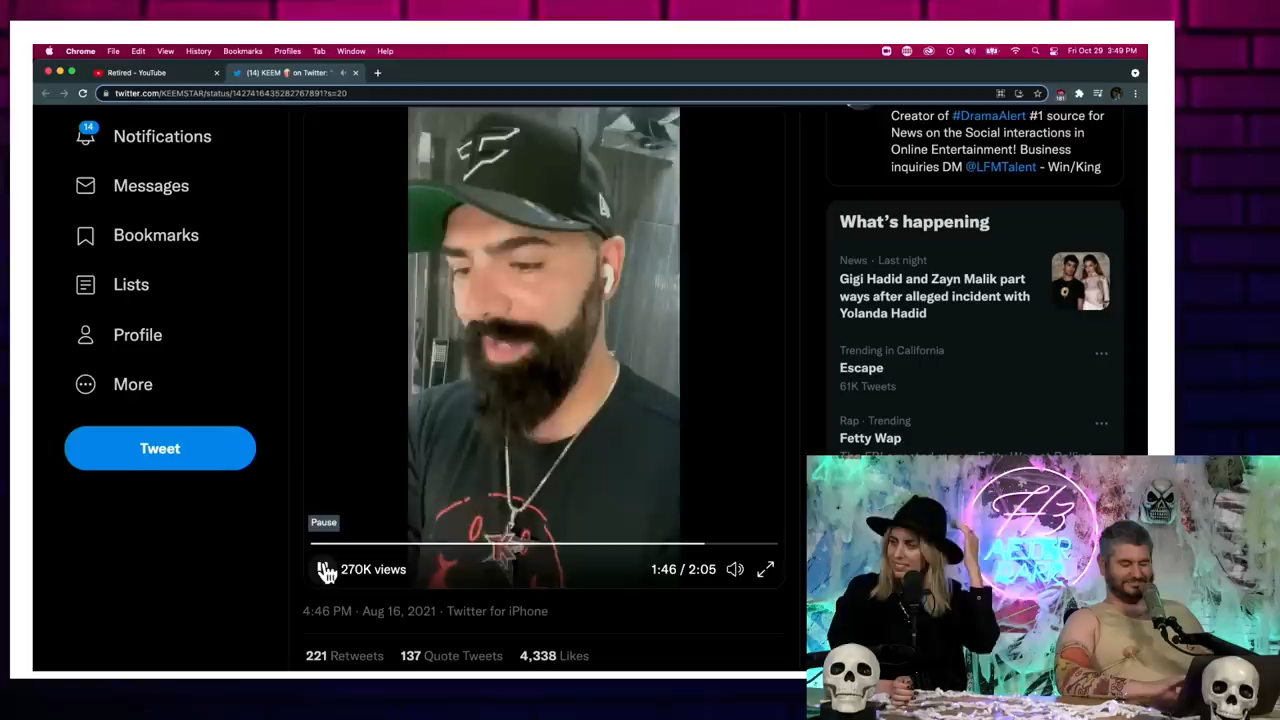 Chrome File Edit View History Bookmarks Profiles Tab Window Help
Fri Oct 29 3:49 PM
Retired - YouTube
(14) KEEM on Twitter: "
twitter.com/KEEMSTAR/status/1427416435282767891?s=20
14
Notifications
Messages
Bookmarks
Lists
Profile
More
Tweet
Pause
270K views
1:46 / 2:05
4:46 PM · Aug 16, 2021 · Twitter for iPhone
221 Retweets 137 Quote Tweets 4,338 Likes
Creator of #DramaAlert #1 source for
News on the Social interactions in
Online Entertainment! Business
inquiries DM @LFMTalent - Win/King
What's happening
News · Last night
Gigi Hadid and Zayn Malik part
ways after alleged incident with
Yolanda Hadid
Trending in California
Escape
61K Tweets
Rap · Trending
Fetty Wap
H3
AFTER
DARK